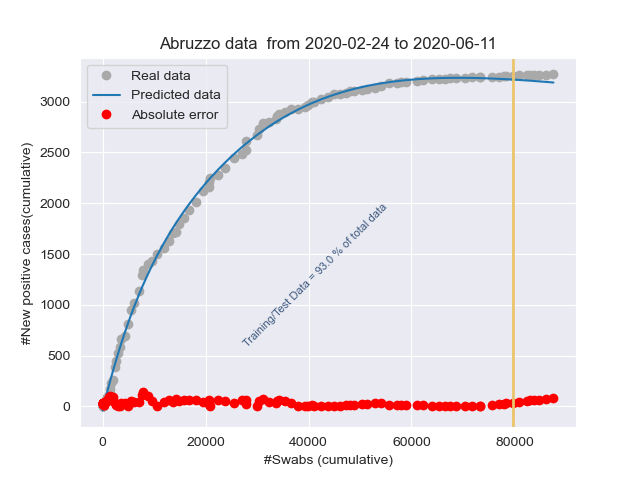 Abruzzo data  from 2020-02-24 to 2020-06-11
Real data
Predicted data
Absolute error
#New positive cases(cumulative)
3000
2500
2000
1500
1000
500
0
Training/Test Data = 93.0 % of total data
0
20000
40000
60000
80000
#Swabs (cumulative)